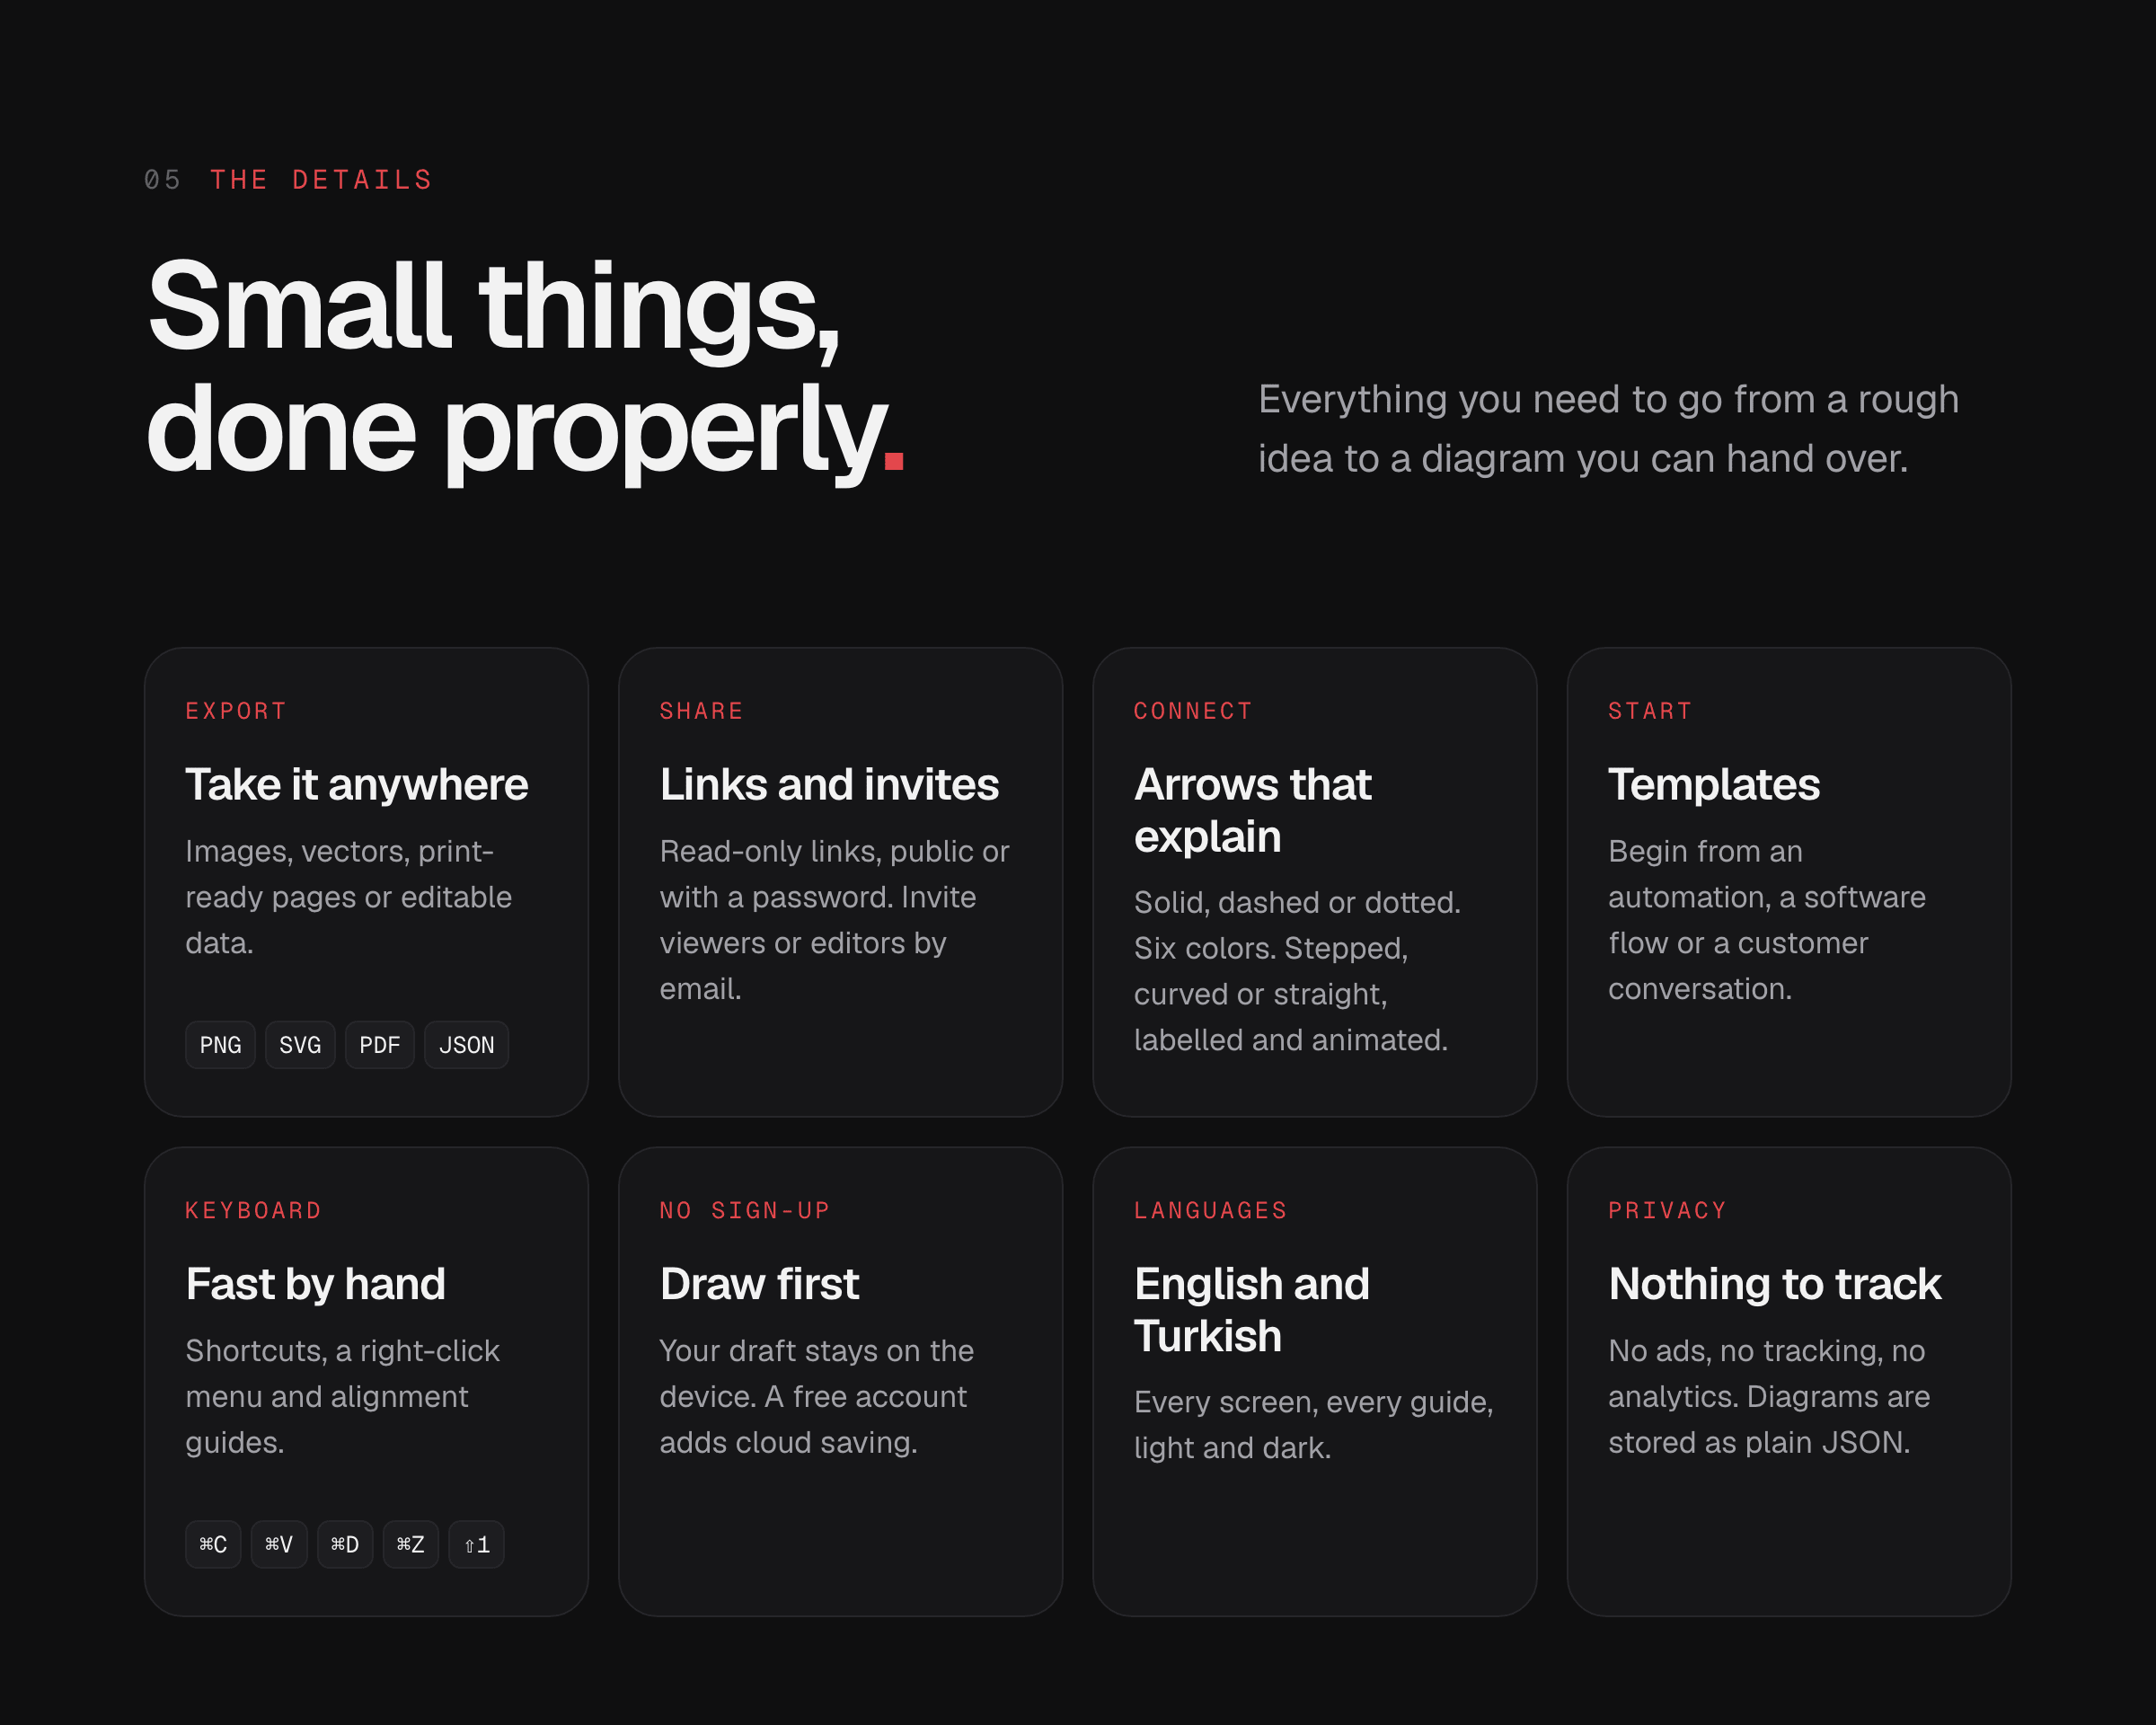 05 THE DETAILS
Small things,
done properly.
Everything you need to go from a rough
idea to a diagram you can hand over.
EXPORT
Take it anywhere
Images, vectors, print-
ready pages or editable
data.
PNG SVG PDF JSON
SHARE
Links and invites
Read-only links, public or
with a password. Invite
viewers or editors by
email.
CONNECT
Arrows that
explain
Solid, dashed or dotted.
Six colors. Stepped,
curved or straight,
labelled and animated.
START
Templates
Begin from an
automation, a software
flow or a customer
conversation.
KEYBOARD
Fast by hand
Shortcuts, a right-click
menu and alignment
guides.
⌘C ⌘V ⌘D ⌘Z ⇧1
NO SIGN-UP
Draw first
Your draft stays on the
device. A free account
adds cloud saving.
LANGUAGES
English and
Turkish
Every screen, every guide,
light and dark.
PRIVACY
Nothing to track
No ads, no tracking, no
analytics. Diagrams are
stored as plain JSON.